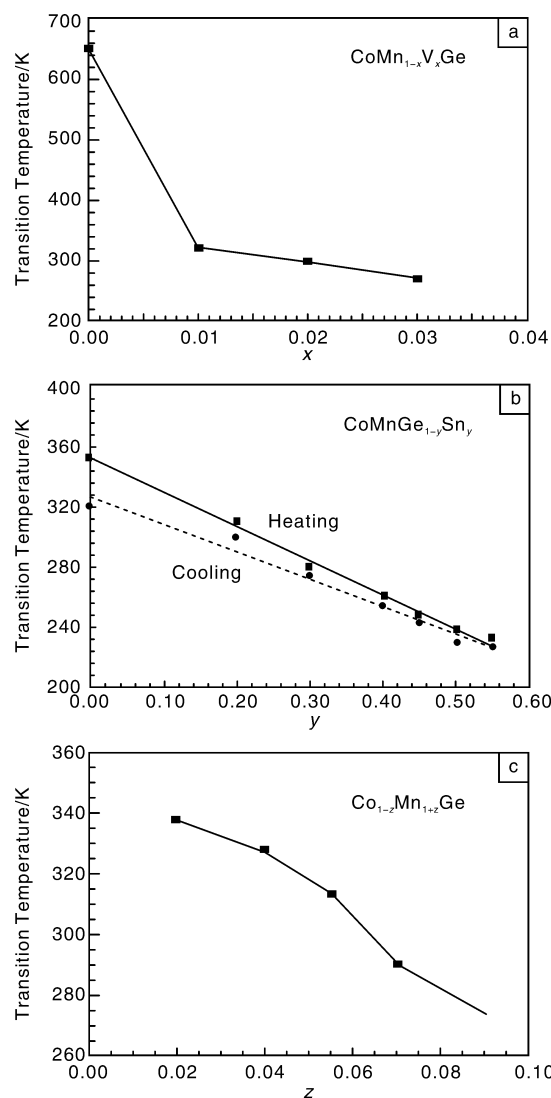 a
CoMn₁₋ₓVₓGe
Transition Temperature/K
700
600
500
400
300
200
0.00 0.01 0.02 0.03 0.04
x
b
CoMnGe₁₋ᵧSnᵧ
Transition Temperature/K
400
360
320
280
240
200
Heating
Cooling
0.00 0.10 0.20 0.30 0.40 0.50 0.60
y
c
Co₁₋zMn₁₊zGe
Transition Temperature/K
360
340
320
300
280
260
0.00 0.02 0.04 0.06 0.08 0.10
z